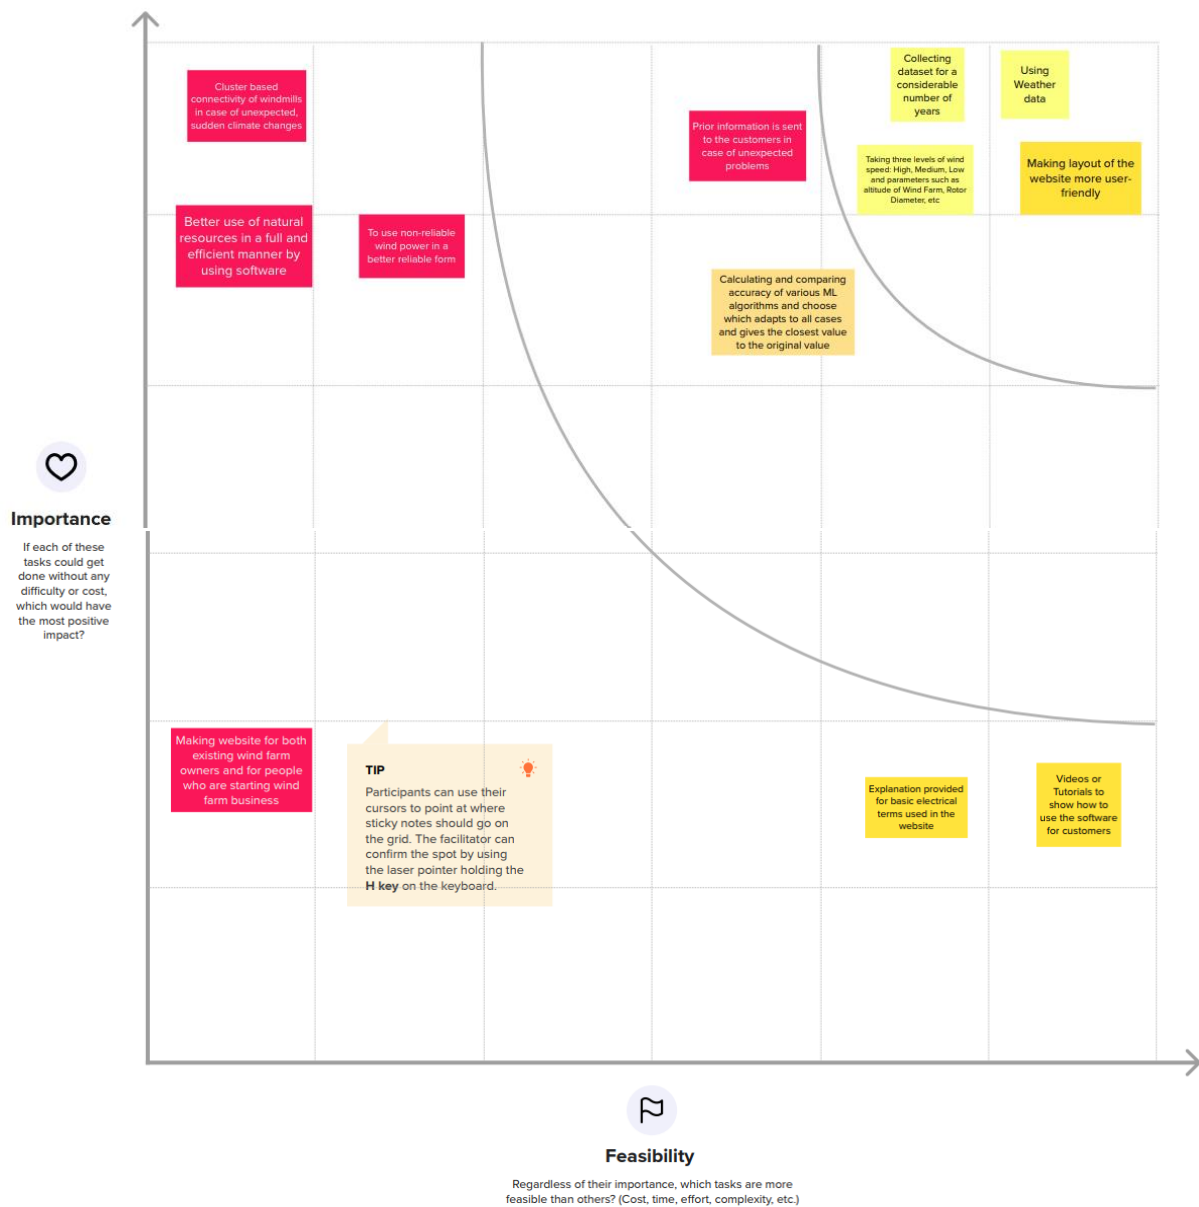 Cluster based
connectivity of windmills
in case of unexpected,
sudden climate changes
Prior information is sent
to the customers in
case of unexpected
problems
Collecting
dataset for a
considerable
number of
years
Using
Weather
data
Taking three levels of wind
speed: High, Medium, Low
and parameters such as
altitude of Wind Farm, Rotor
Diameter, etc
Making layout of the
website more user-
friendly
Better use of natural
resources in a full and
efficient manner by
using software
To use non-reliable
wind power in a
better reliable form
Calculating and comparing
accuracy of various ML
algorithms and choose
which adapts to all cases
and gives the closest value
to the original value
Importance
If each of these
tasks could get
done without any
difficulty or cost,
which would have
the most positive
impact?
Making website for both
existing wind farm
owners and for people
who are starting wind
farm business
TIP
Participants can use their
cursors to point at where
sticky notes should go on
the grid. The facilitator can
confirm the spot by using
the laser pointer holding the
H key on the keyboard.
Explanation provided
for basic electrical
terms used in the
website
Videos or
Tutorials to
show how to
use the software
for customers
Feasibility
Regardless of their importance, which tasks are more
feasible than others? (Cost, time, effort, complexity, etc.)